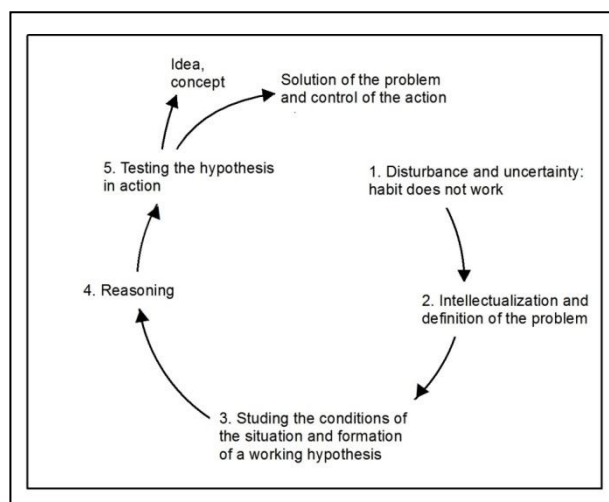 Idea,
concept
Solution of the problem
and control of the action
5. Testing the hypothesis
in action
1. Disturbance and uncertainty:
habit does not work
4. Reasoning
2. Intellectualization and
definition of the problem
3. Studing the conditions of
the situation and formation
of a working hypothesis